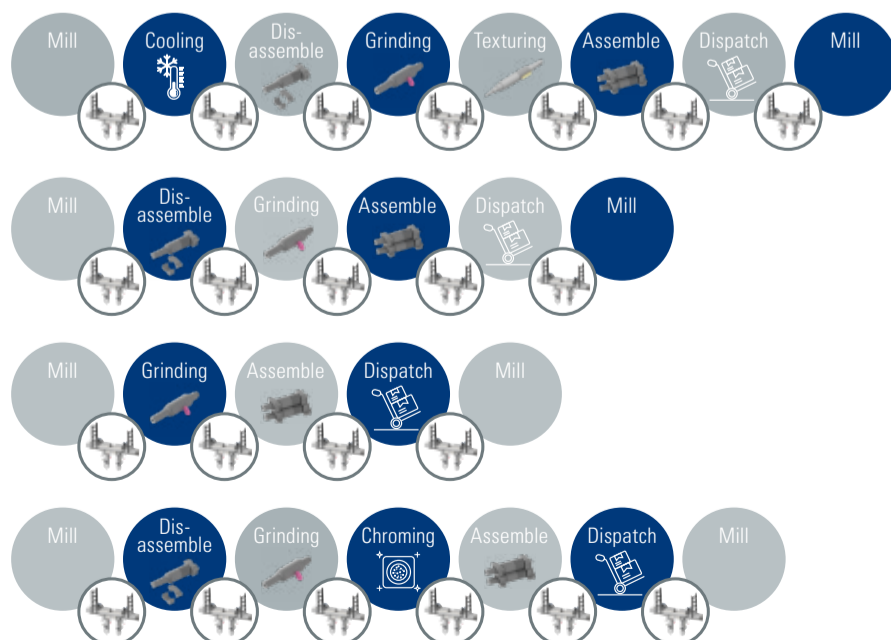 Mill
Cooling
Dis-
assemble
Grinding
Texturing
Assemble
Dispatch
Mill
Mill
Dis-
assemble
Grinding
Assemble
Dispatch
Mill
Mill
Grinding
Assemble
Dispatch
Mill
Mill
Dis-
assemble
Grinding
Chroming
Assemble
Dispatch
Mill